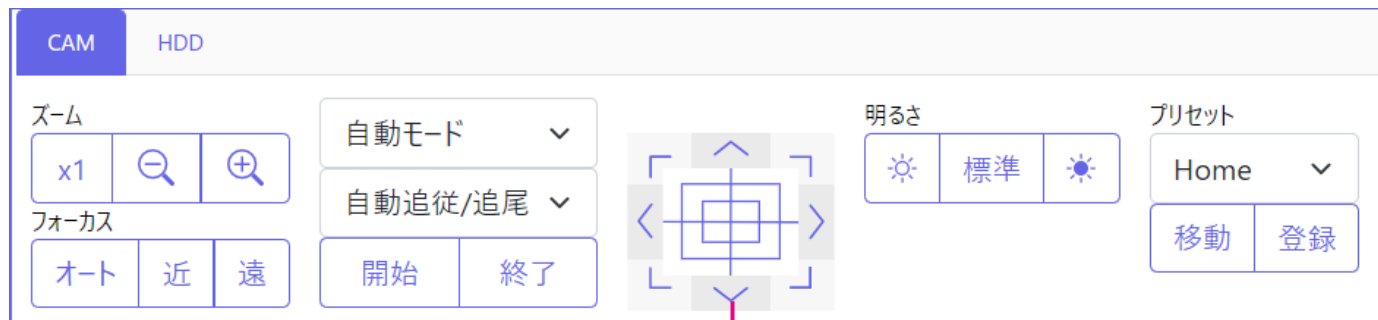 CAM HDD
ズーム
x1
フォーカス
オート 近 遠
自動モード
自動追従/追尾
開始 終了
明るさ
標準
プリセット
Home
移動 登録